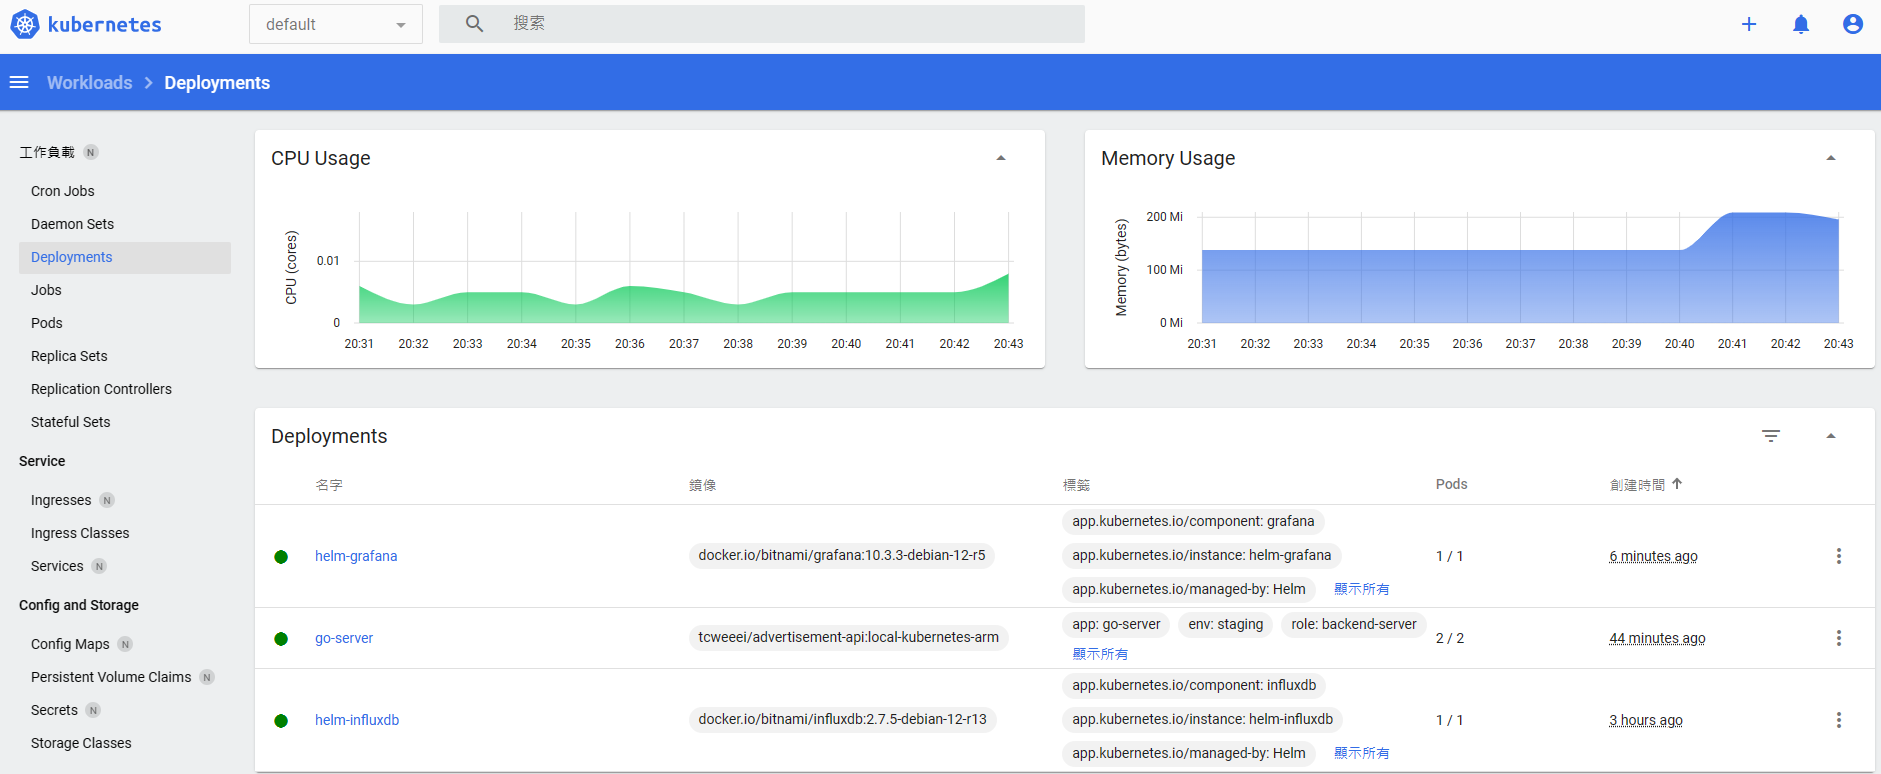 kubernetes
default
搜索
Workloads
Deployments
工作負載 N
Cron Jobs
Daemon Sets
Deployments
Jobs
Pods
Replica Sets
Replication Controllers
Stateful Sets
Service
Ingresses N
Ingress Classes
Services N
Config and Storage
Config Maps N
Persistent Volume Claims N
Secrets N
Storage Classes
CPU Usage
CPU (cores)
0.01
0
20:31 20:32 20:33 20:34 20:35 20:36 20:37 20:38 20:39 20:40 20:41 20:42 20:43
Memory Usage
Memory (bytes)
200 Mi
100 Mi
0 Mi
20:31 20:32 20:33 20:34 20:35 20:36 20:37 20:38 20:39 20:40 20:41 20:42 20:43
Deployments
名字 鏡像 標籤 Pods 創建時間
helm-grafana
docker.io/bitnami/grafana:10.3.3-debian-12-r5
app.kubernetes.io/component: grafana
app.kubernetes.io/instance: helm-grafana
app.kubernetes.io/managed-by: Helm 顯示所有
1 / 1
6 minutes ago
go-server
tcweeei/advertisement-api:local-kubernetes-arm
app: go-server env: staging role: backend-server
顯示所有
2 / 2
44 minutes ago
helm-influxdb
docker.io/bitnami/influxdb:2.7.5-debian-12-r13
app.kubernetes.io/component: influxdb
app.kubernetes.io/instance: helm-influxdb
app.kubernetes.io/managed-by: Helm 顯示所有
1 / 1
3 hours ago